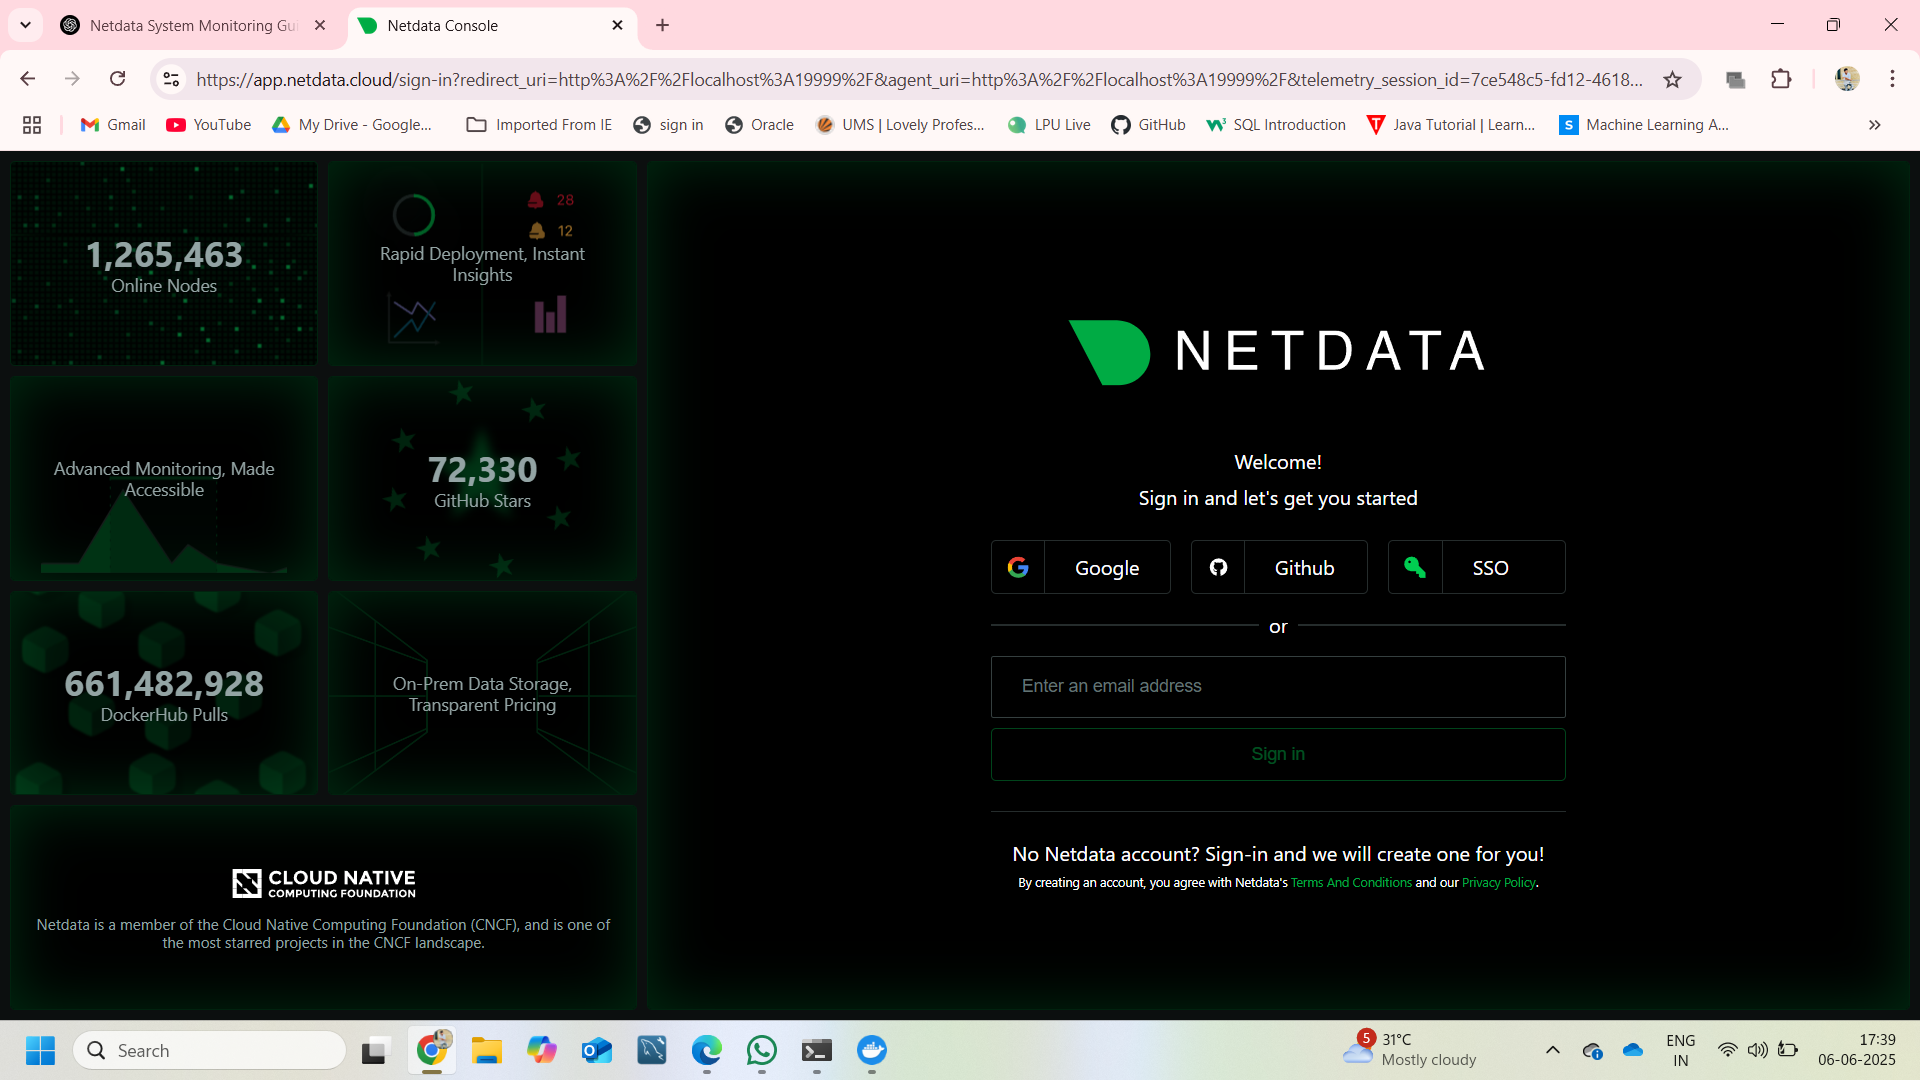 Netdata System Monitoring Gui
Netdata Console
https://app.netdata.cloud/sign-in?redirect_uri=http%3A%2F%2Flocalhost%3A19999%2F&agent_uri=http%3A%2F%2Flocalhost%3A19999%2F&telemetry_session_id=7ce548c5-fd12-4618...
Gmail
YouTube
My Drive - Google...
Imported From IE
sign in
Oracle
UMS | Lovely Profes...
LPU Live
GitHub
SQL Introduction
Java Tutorial | Learn...
Machine Learning A...
1,265,463
Online Nodes
28
12
Rapid Deployment, Instant
Insights
Advanced Monitoring, Made
Accessible
72,330
GitHub Stars
661,482,928
DockerHub Pulls
On-Prem Data Storage,
Transparent Pricing
CLOUD NATIVE
COMPUTING FOUNDATION
Netdata is a member of the Cloud Native Computing Foundation (CNCF), and is one of
the most starred projects in the CNCF landscape.
NETDATA
Welcome!
Sign in and let's get you started
Google
Github
SSO
or
Enter an email address
Sign in
No Netdata account? Sign-in and we will create one for you!
By creating an account, you agree with Netdata's Terms And Conditions and our Privacy Policy.
Search
5
31°C
Mostly cloudy
ENG
IN
17:39
06-06-2025